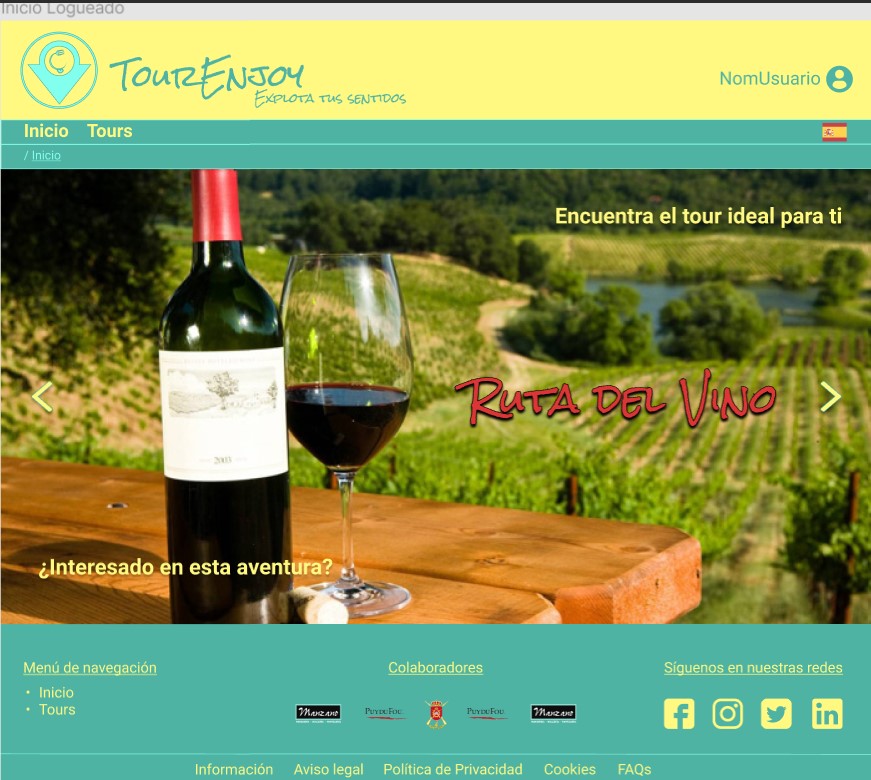 Inicio Logueado
TourEnjoy
Explota tus sentidos
NomUsuario
Inicio Tours
/ Inicio
Encuentra el tour ideal para ti
Ruta del Vino
2003
¿Interesado en esta aventura?
Menú de navegación
• Inicio
• Tours
Colaboradores
Manzano PUYDUFOU PUYDUFOU Manzano
Síguenos en nuestras redes
Información Aviso legal Política de Privacidad Cookies FAQs